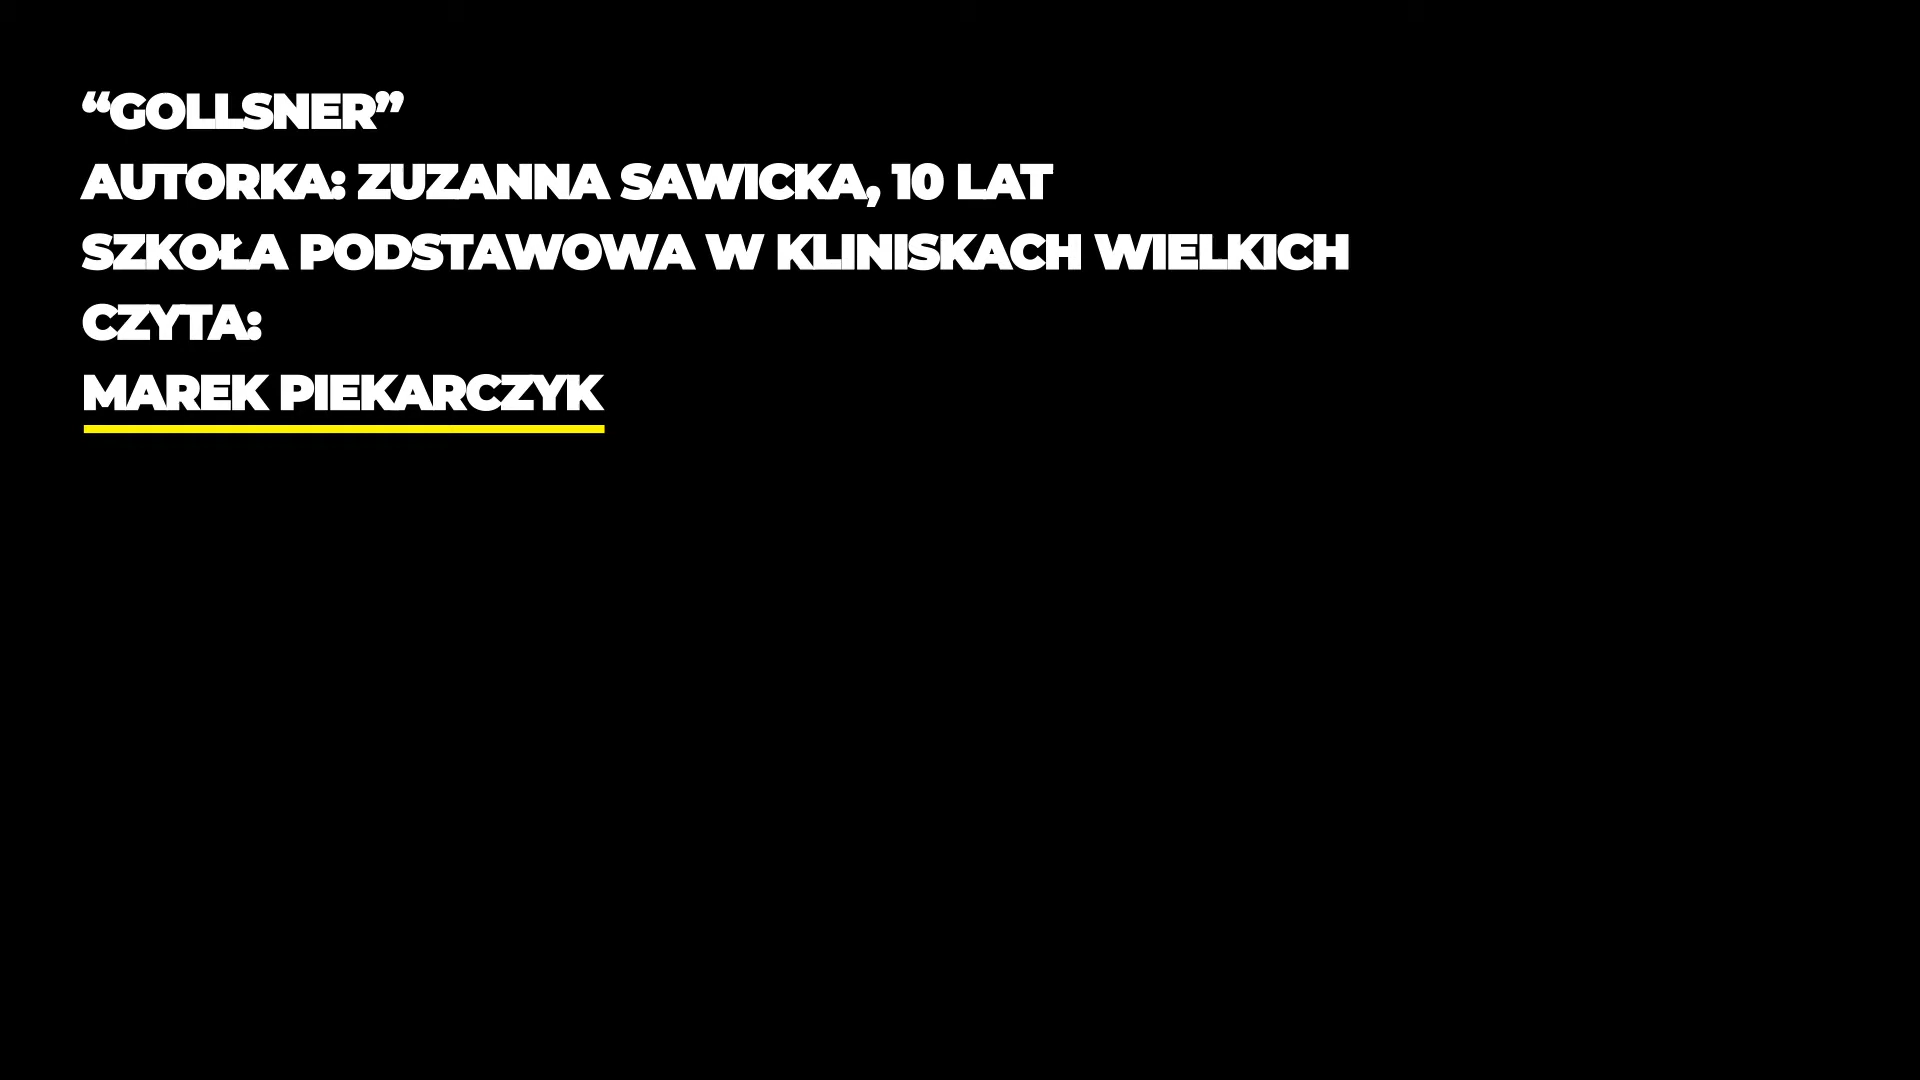 “GOLLSNER”
AUTORKA: ZUZANNA SAWICKA, 10 LAT
SZKOŁA PODSTAWOWA W KLINISKACH WIELKICH
CZYTA:
MAREK PIEKARCZYK